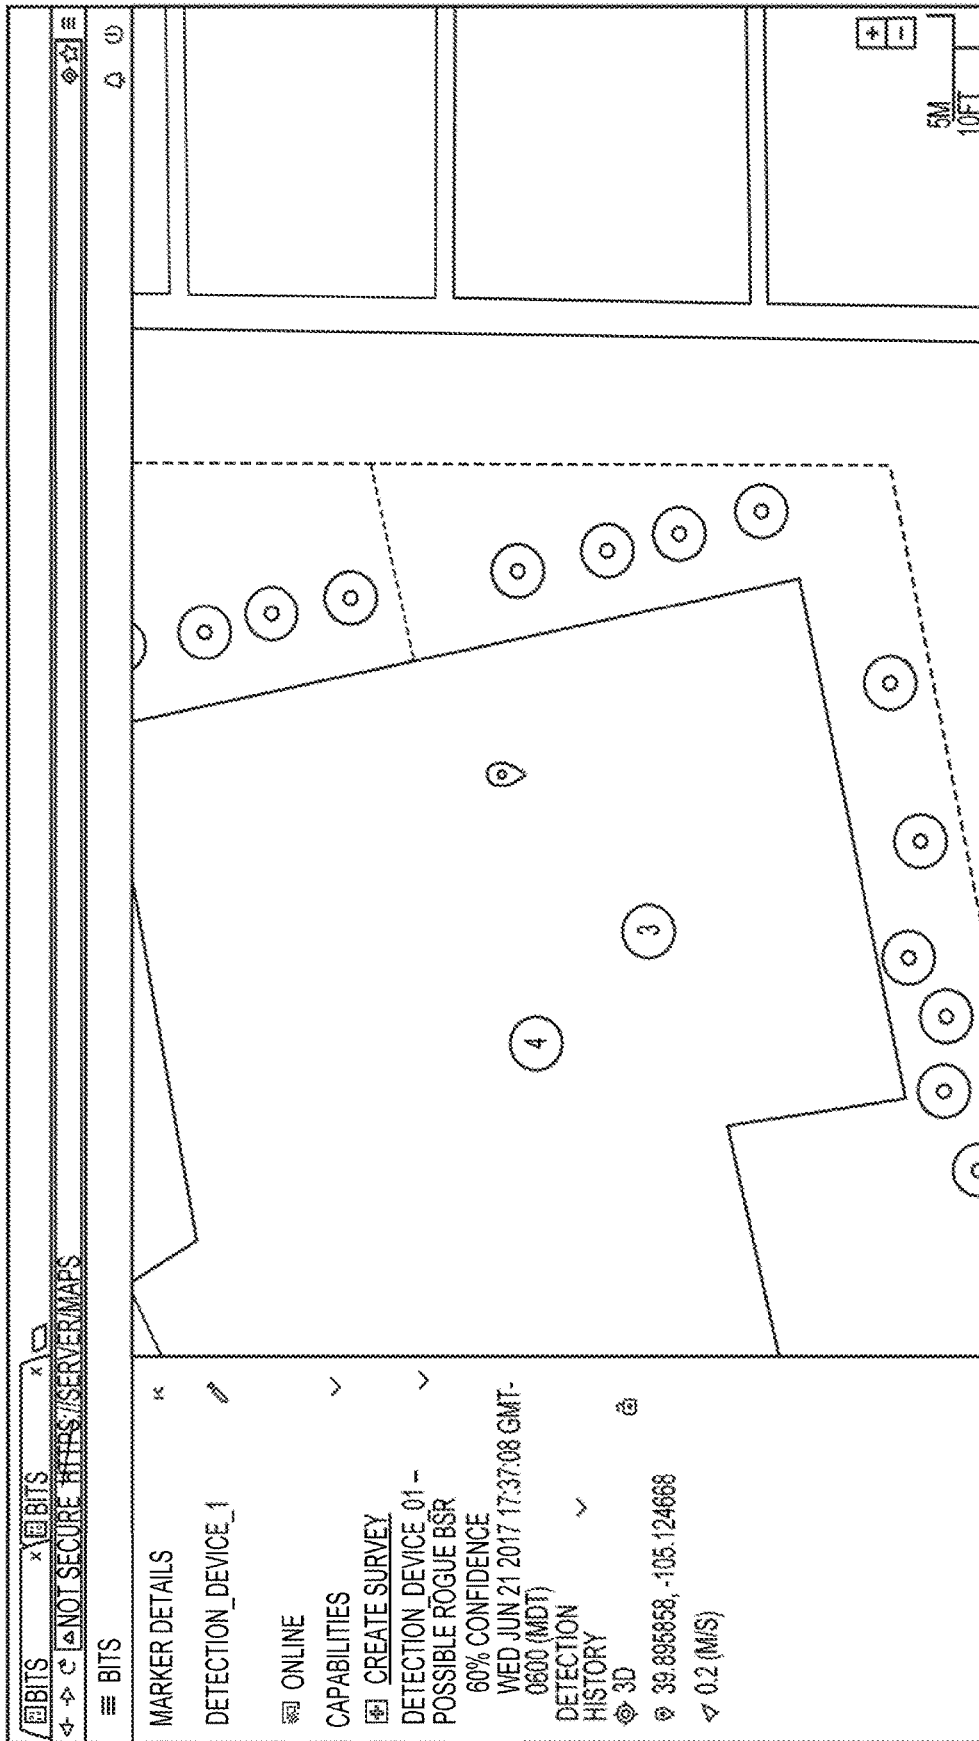 BITS x
BITS x
NOT SECURE HTTPS://SERVER/MAPS
BITS
MARKER DETAILS
DETECTION_DEVICE_1
ONLINE
CAPABILITIES
CREATE SURVEY
DETECTION_DEVICE_01 –
POSSIBLE ROGUE BSR
60% CONFIDENCE
WED JUN 21 2017 17:37:08 GMT-
0600 (MDT)
DETECTION
HISTORY
3D
39.895858, -105.124668
0.2 (M/S)
4
3
+
-
5M
10FT